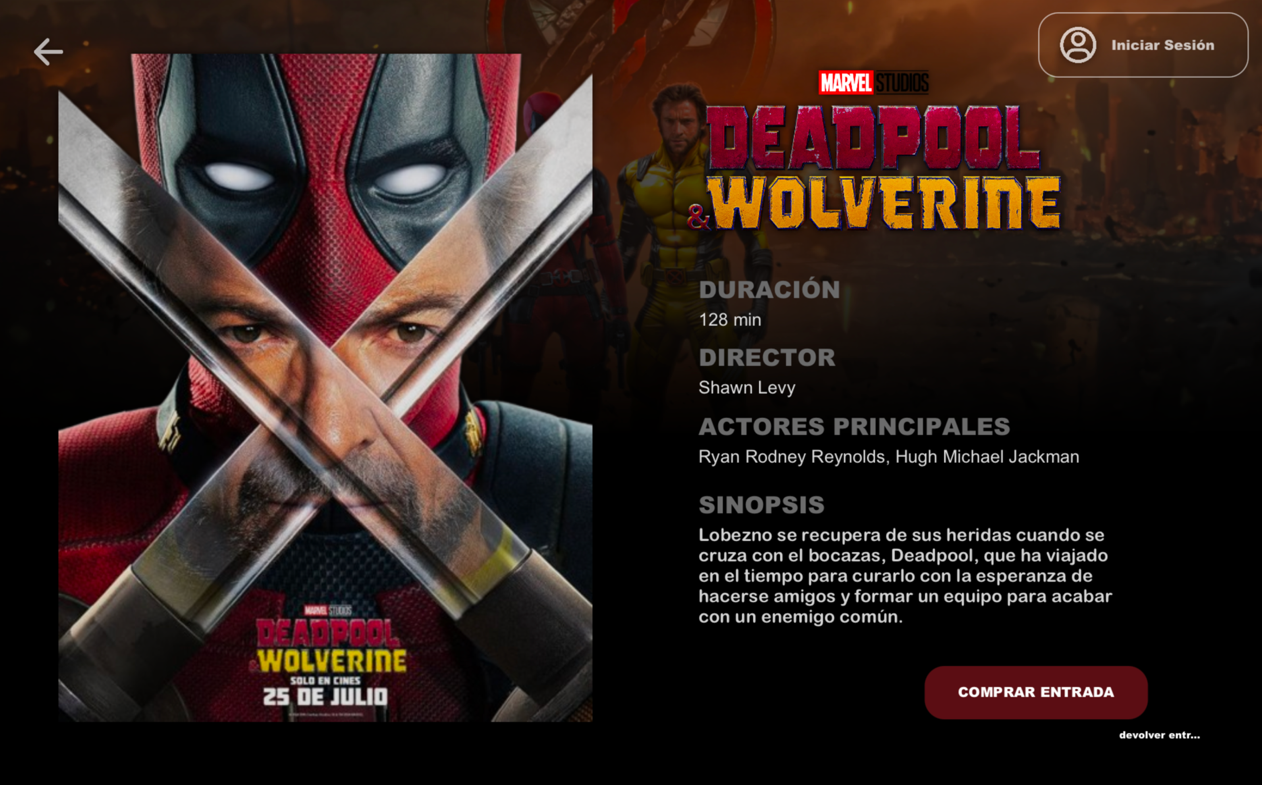 Iniciar Sesión
MARVEL STUDIOS
DEADPOOL
& WOLVERINE
DURACIÓN
128 min
DIRECTOR
Shawn Levy
ACTORES PRINCIPALES
Ryan Rodney Reynolds, Hugh Michael Jackman
SINOPSIS
Lobezno se recupera de sus heridas cuando se
cruza con el bocazas, Deadpool, que ha viajado
en el tiempo para curarlo con la esperanza de
hacerse amigos y formar un equipo para acabar
con un enemigo común.
MARVEL STUDIOS
DEADPOOL
& WOLVERINE
SOLO EN CINES
25 DE JULIO
COMPRAR ENTRADA
devolver entr...